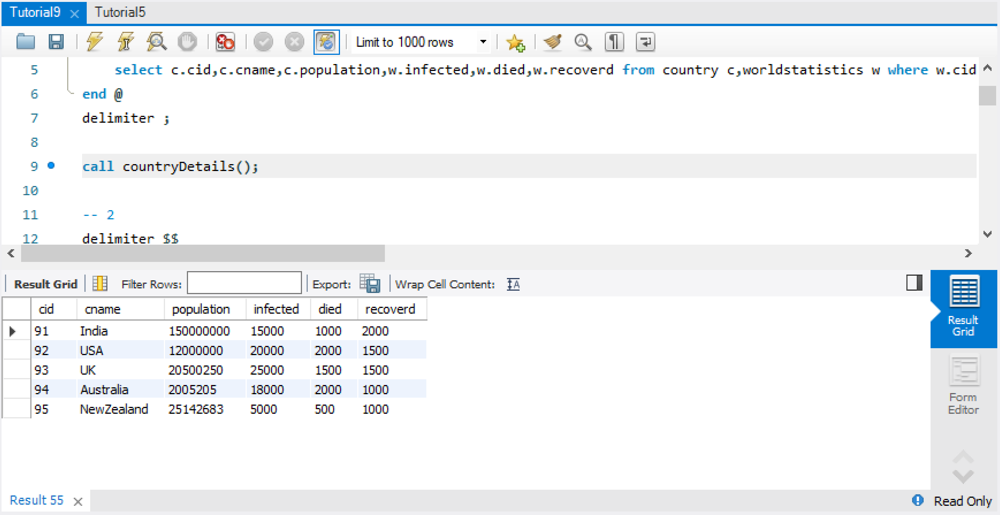 Tutorial9 Tutorial5
Limit to 1000 rows
5 select c.cid,c.cname,c.population,w.infected,w.died,w.recoverd from country c,worldstatistics w where w.cid
6 end @
7 delimiter ;
8
9 call countryDetails();
10
11 -- 2
12 delimiter $$
Result Grid Filter Rows: Export: Wrap Cell Content:
cid cname population infected died recoverd
91 India 150000000 15000 1000 2000
92 USA 12000000 20000 2000 1500
93 UK 20500250 25000 1500 1500
94 Australia 2005205 18000 2000 1000
95 NewZealand 25142683 5000 500 1000
Result
Grid
Form
Editor
Result 55 Read Only